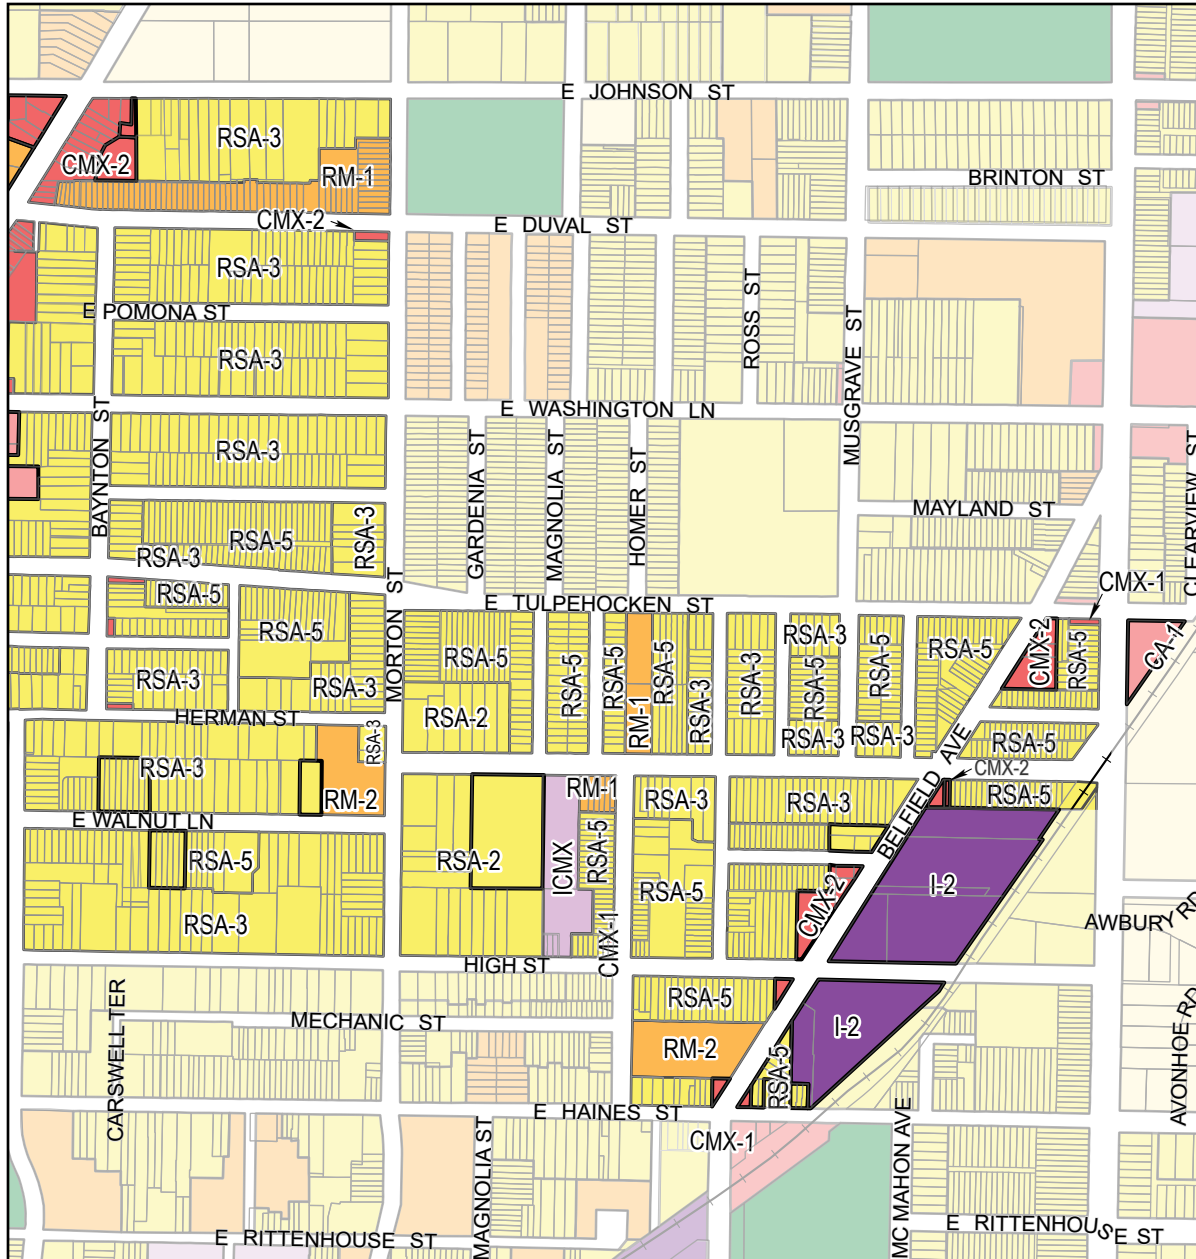 E JOHNSON ST
RSA-3
CMX-2
RM-1
BRINTON ST
CMX-2
E DUVAL ST
RSA-3
E POMONA ST
ROSS ST
MUSGRAVE ST
RSA-3
E WASHINGTON LN
BAYNTON ST
RSA-3
GARDENIA ST
MAGNOLIA ST
HOMER ST
CLEARVIEW ST
MAYLAND ST
RSA-5
RSA-3
RSA-3
MORTON ST
RSA-5
CMX-1
E TULPEHOCKEN ST
RSA-5
RSA-5
RSA-5
RSA-5
RM-1
RSA-5
RSA-3
RSA-3
RSA-3
RSA-5
RSA-3
RSA-5
RSA-3
RSA-5
CMX-2
RSA-5
CA-1
RSA-3
RSA-3
RSA-2
HERMAN ST
RSA-3
RSA-5
BELFIELD AVE
CMX-2
RSA-3
RM-2
RM-1
RSA-3
RSA-3
RSA-5
E WALNUT LN
RSA-5
RSA-2
ICMX
RSA-5
RSA-5
I-2
RSA-3
CMX-2
AWBURY RD
CMX-1
HIGH ST
RSA-5
MECHANIC ST
I-2
RM-2
RSA-5
CARSWELL TER
AVONHOE RD
E HAINES ST
CMX-1
MAGNOLIA ST
MC MAHON AVE
E RITTENHOUSE ST
E RITTENHOUSE ST